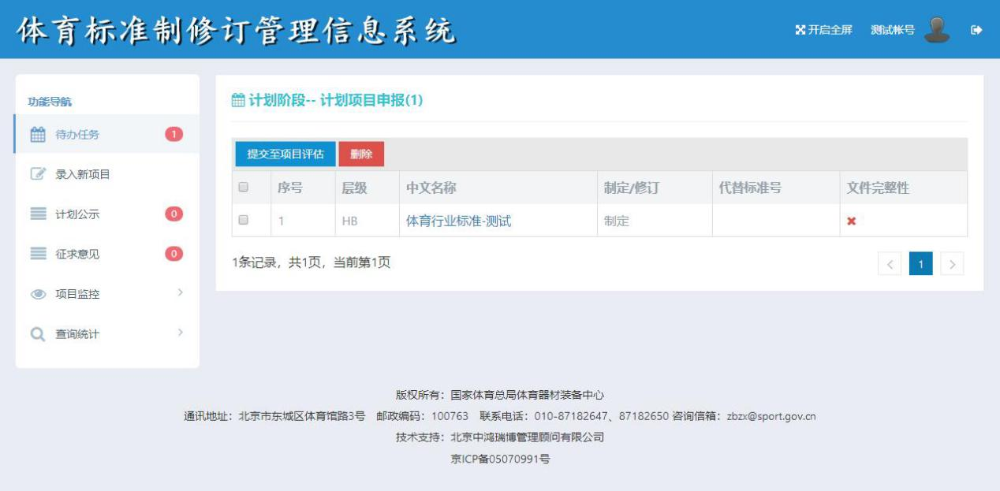 体育标准制修订管理信息系统
开启全屏 测试帐号
功能导航
待办任务 1
录入新项目
计划公示 0
征求意见 0
项目监控
查询统计
计划阶段-- 计划项目申报(1)
提交至项目评估 删除
序号 层级 中文名称 制定/修订 代替标准号 文件完整性
1 HB 体育行业标准-测试 制定
1条记录，共1页，当前第1页
< 1 >
版权所有：国家体育总局体育器材装备中心
通讯地址：北京市东城区体育馆路3号 邮政编码：100763 联系电话：010-87182647、87182650 咨询信箱：zbzx@sport.gov.cn
技术支持：北京中鸿瑞博管理顾问有限公司
京ICP备05070991号